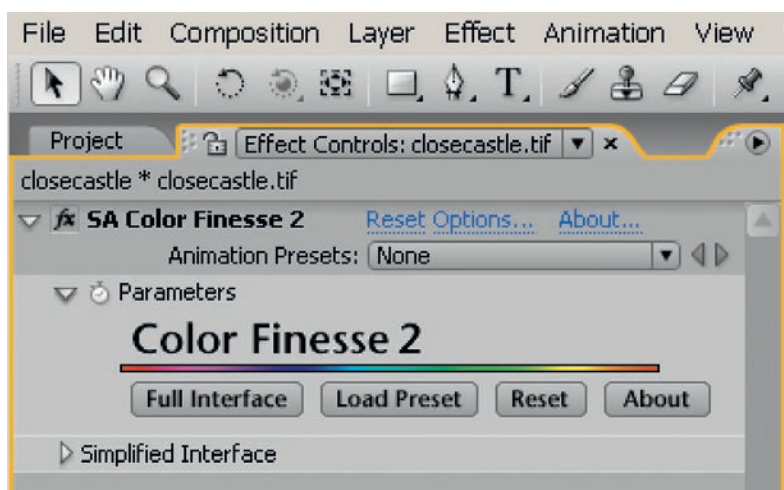 File Edit Composition Layer Effect Animation View
T
Project Effect Controls: closecastle.tif
closecastle * closecastle.tif
fx SA Color Finesse 2 Reset Options... About...
Animation Presets: None
Parameters
Color Finesse 2
Full Interface Load Preset Reset About
Simplified Interface